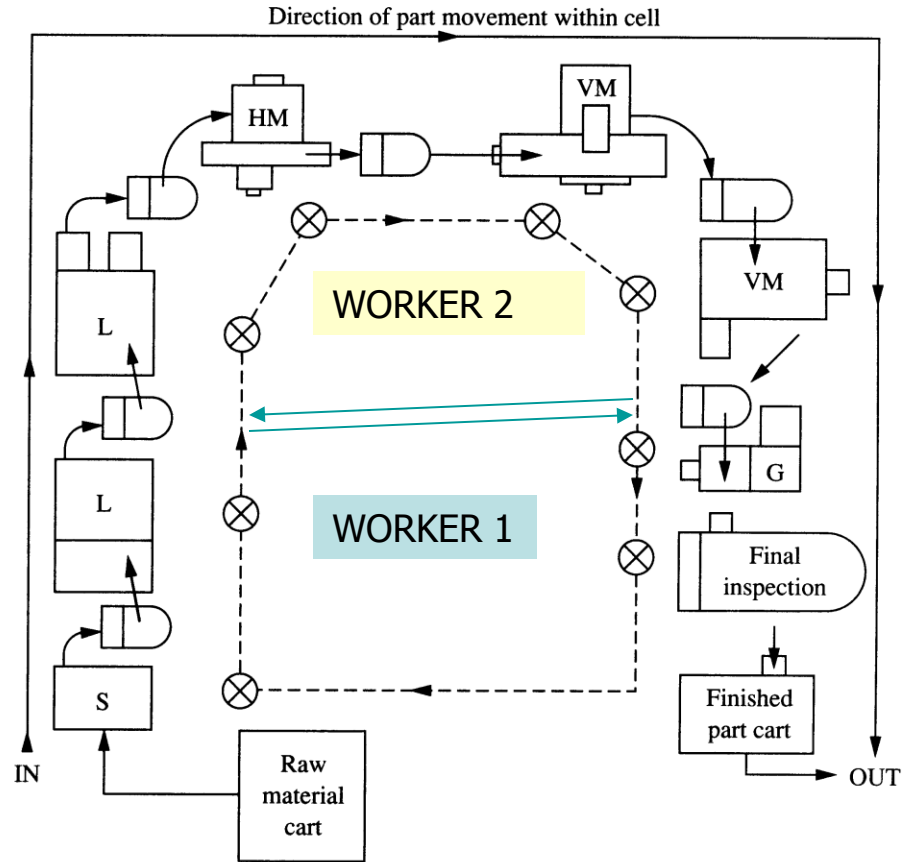 Direction of part movement within cell
HM
VM
WORKER 2
VM
L
L
WORKER 1
G
Final
inspection
S
Finished
part cart
IN
Raw
material
cart
OUT